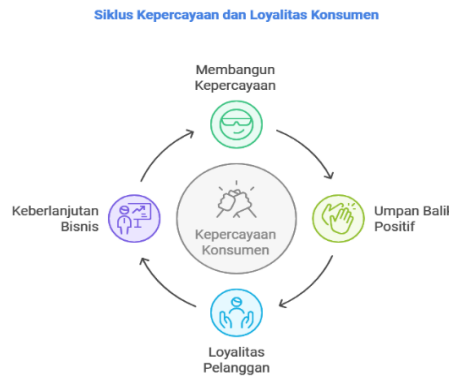 Siklus Kepercayaan dan Loyalitas Konsumen
Membangun
Kepercayaan
Keberlanjutan
Bisnis
Kepercayaan
Konsumen
Umpan Balik
Positif
Loyalitas
Pelanggan